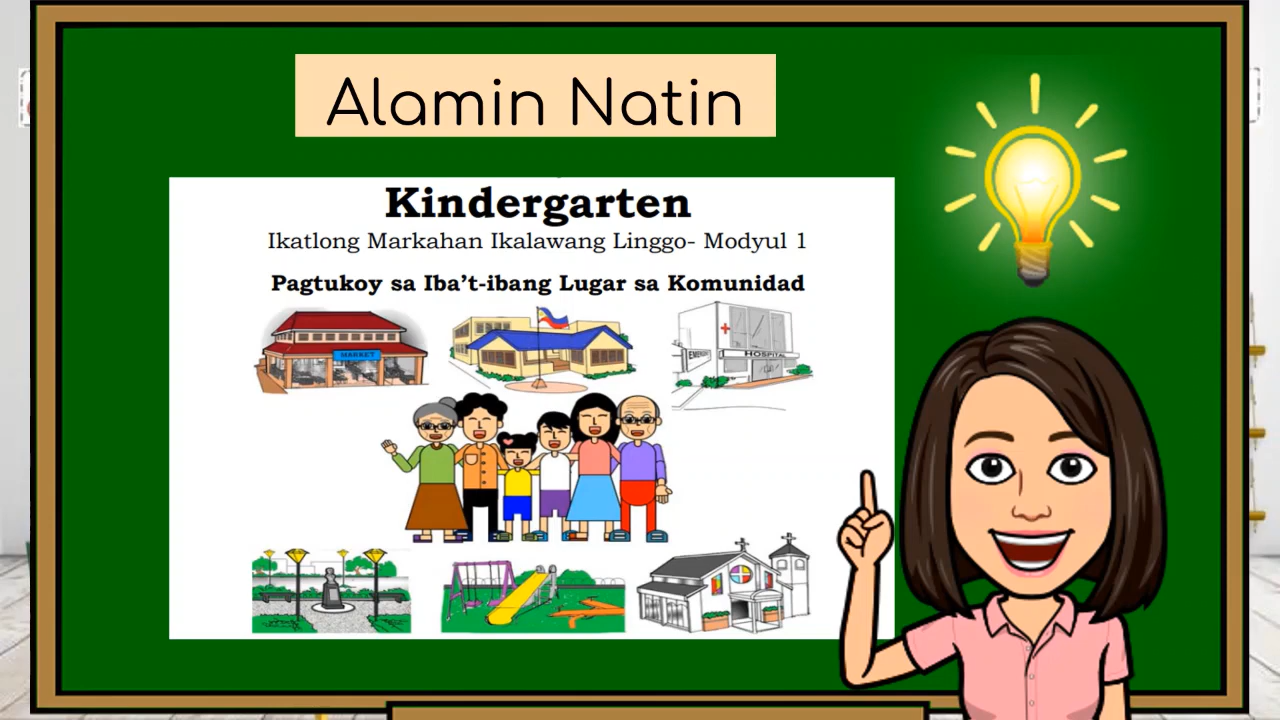 Alamin Natin
Kindergarten
Ikatlong Markahan Ikalawang Linggo- Modyul 1
Pagtukoy sa Iba't-ibang Lugar sa Komunidad
MARKET
HOSPITAL